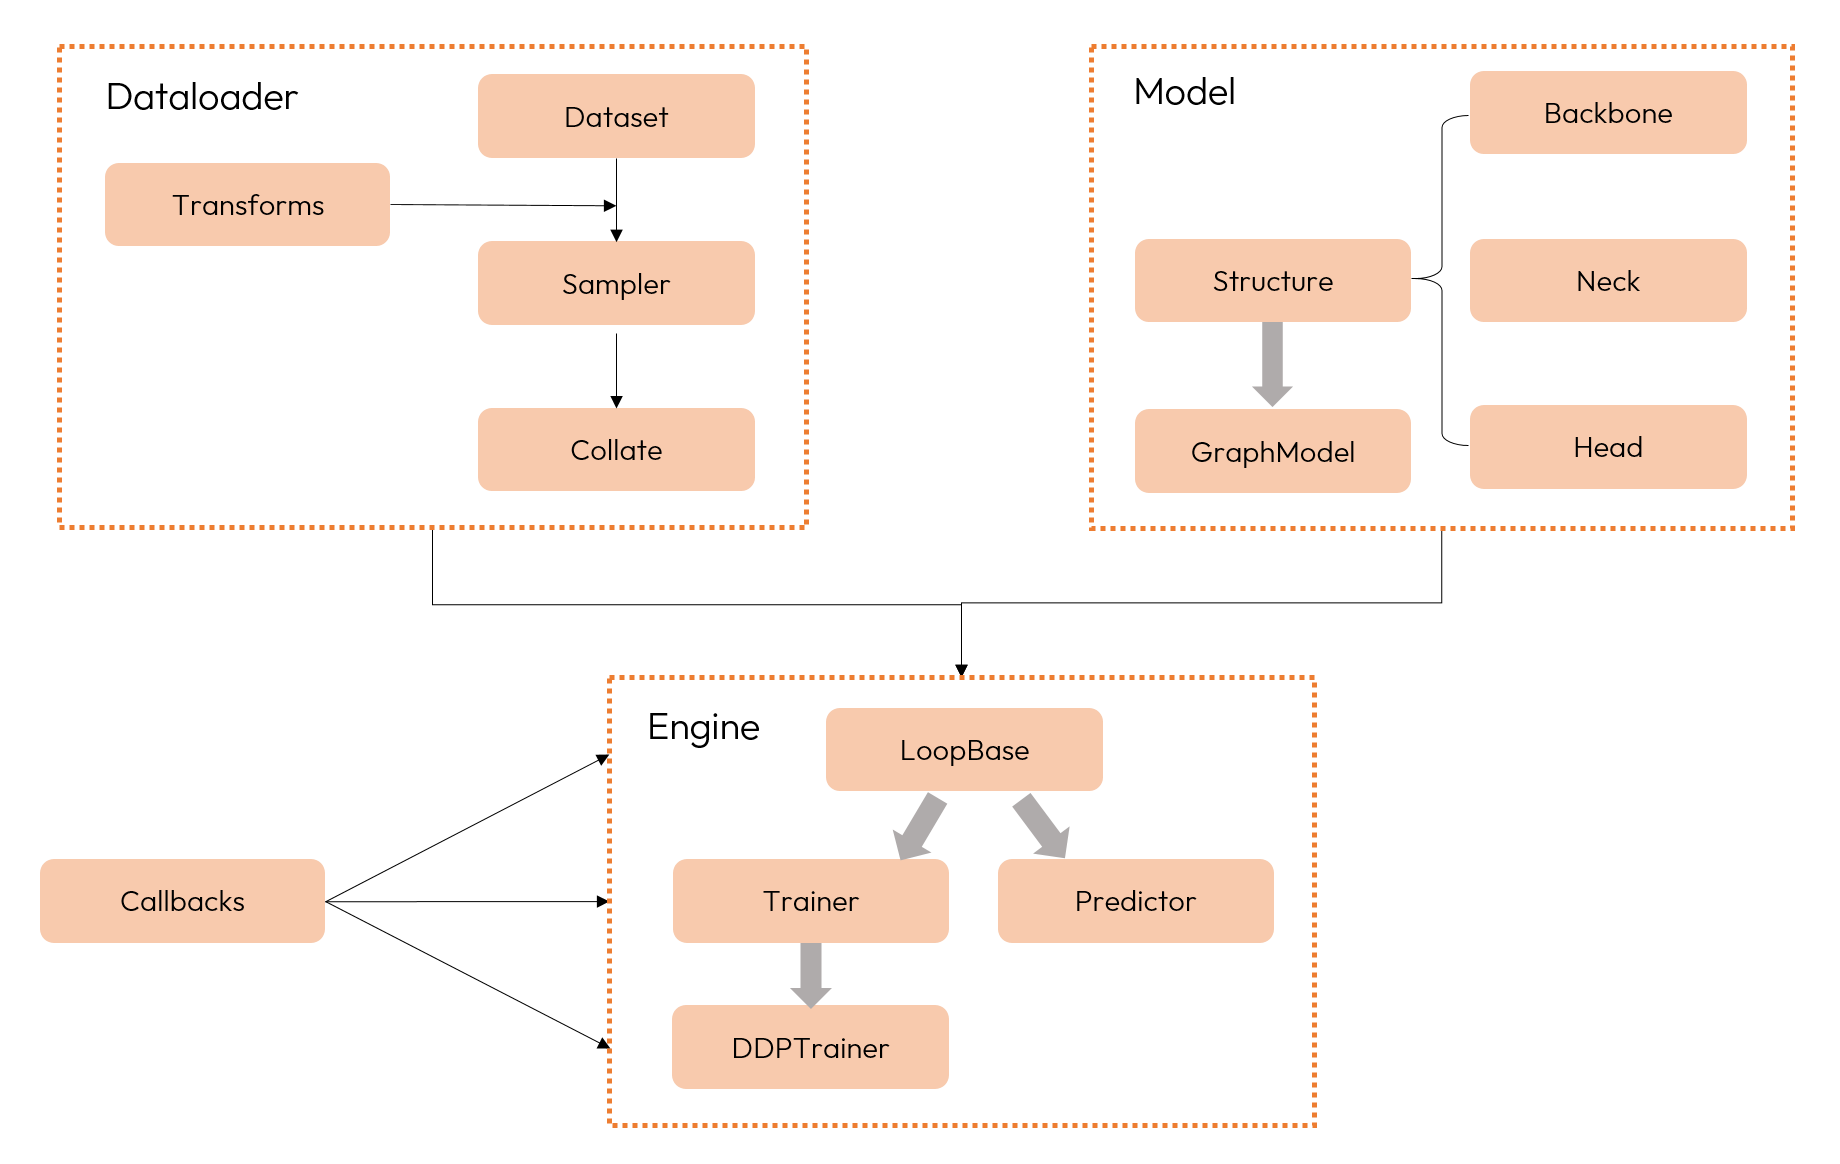 Dataloader
Dataset
Transforms
Sampler
Collate
Model
Backbone
Structure
Neck
GraphModel
Head
Engine
LoopBase
Callbacks
Trainer
Predictor
DDPTrainer